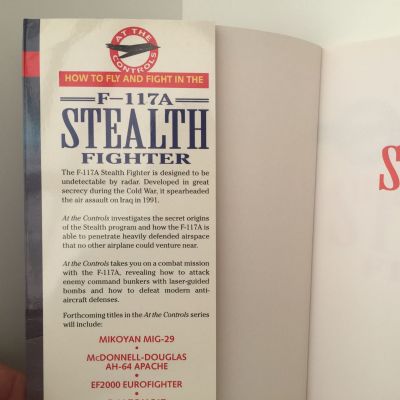 AT THE
CONTROLS
HOW TO FLY AND FIGHT IN THE
F–117A
STEALTH
FIGHTER
The F-117A Stealth Fighter is designed to be
undetectable by radar. Developed in great
secrecy during the Cold War, it spearheaded
the air assault on Iraq in 1991.
At the Controls investigates the secret origins
of the Stealth program and how the F-117A is
able to penetrate heavily defended airspace
that no other airplane could venture near.
At the Controls takes you on a combat mission
with the F-117A, revealing how to attack
enemy command bunkers with laser-guided
bombs and how to defeat modern anti-
aircraft defenses.
Forthcoming titles in the At the Controls series
will include:
MIKOYAN MIG-29
•
McDONNELL-DOUGLAS
AH-64 APACHE
•
EF2000 EUROFIGHTER
•
S